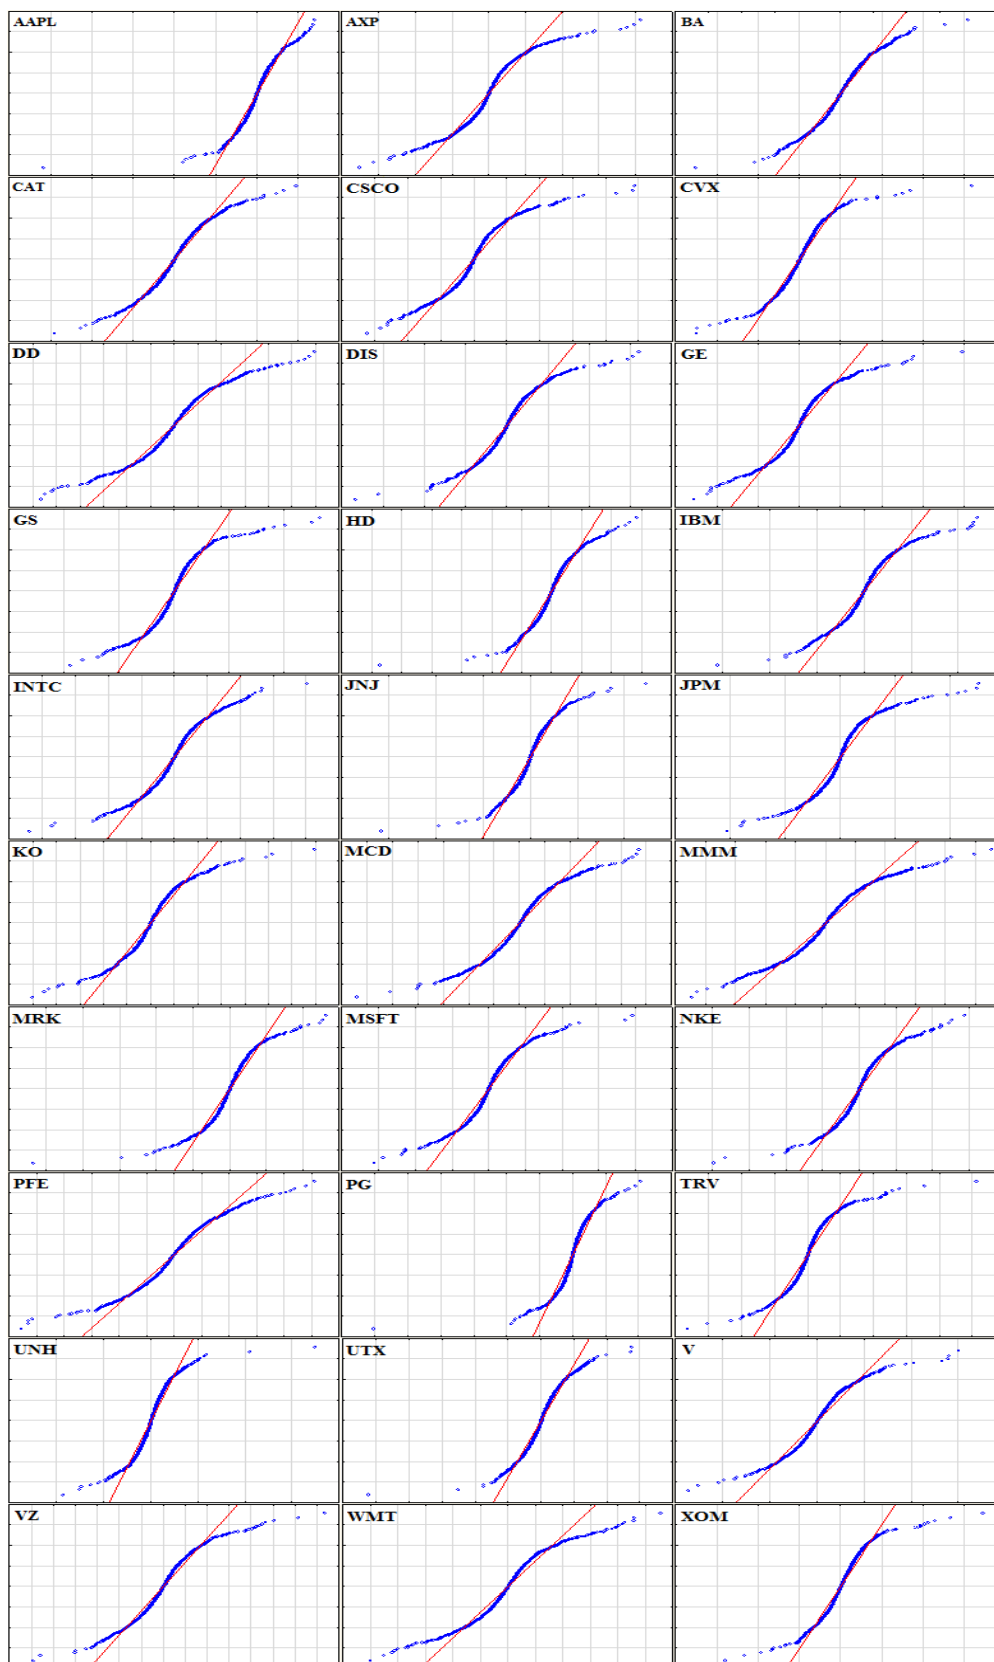 AAPL AXP BA
CAT CSCO CVX
DD DIS GE
GS HD IBM
INTC JNJ JPM
KO MCD MMM
MRK MSFT NKE
PFE PG TRV
UNH UTX V
VZ WMT XOM